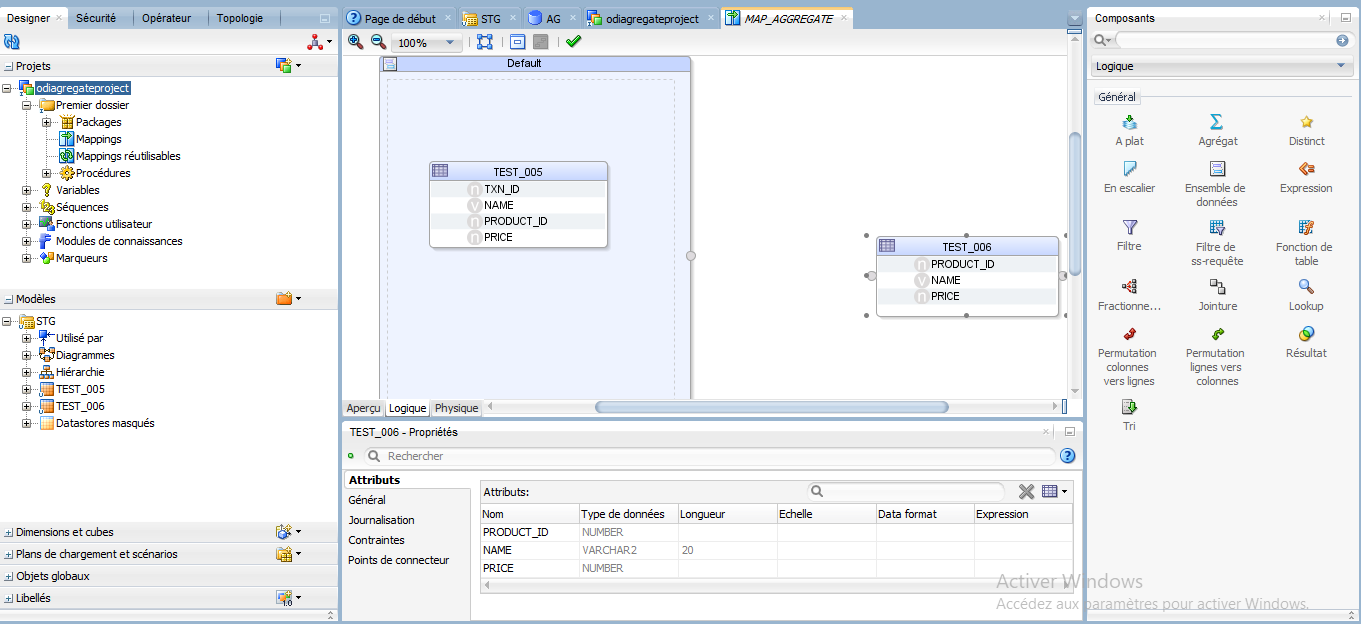 Designer Sécurité Opérateur Topologie
Projets
odiagregateproject
Premier dossier
Packages
Mappings
Mappings réutilisables
Procédures
Variables
Séquences
Fonctions utilisateur
Modules de connaissances
Marqueurs
Modèles
STG
Utilisé par
Diagrammes
Hiérarchie
TEST_005
TEST_006
Datastores masqués
Dimensions et cubes
Plans de chargement et scénarios
Objets globaux
Libellés
Page de début STG AG odiagregateproject MAP_AGGREGATE
100%
Default
TEST_005
TXN_ID
NAME
PRODUCT_ID
PRICE
TEST_006
PRODUCT_ID
NAME
PRICE
Aperçu Logique Physique
TEST_006 - Propriétés
Rechercher
Attributs
Général
Journalisation
Contraintes
Points de connecteur
Attributs:
Nom Type de données Longueur Echelle Data format Expression
PRODUCT_ID NUMBER
NAME VARCHAR2 20
PRICE NUMBER
Composants
Logique
Général
A plat Agrégat Distinct
En escalier Ensemble de données Expression
Filtre Filtre de ss-requête Fonction de table
Fractionne... Jointure Lookup
Permutation colonnes vers lignes Permutation lignes vers colonnes Résultat
Tri
Activer Windows
Accédez aux paramètres pour activer Windows.